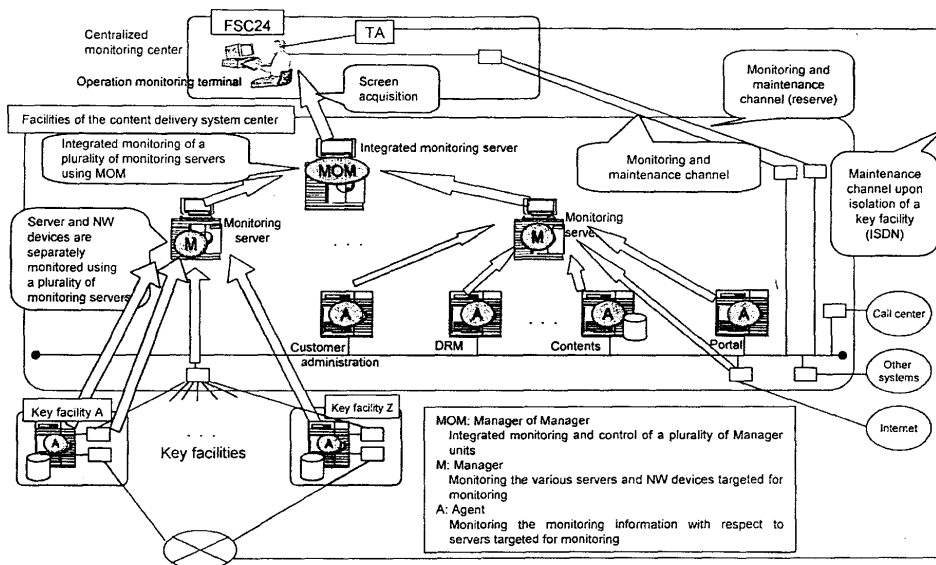 FSC24
TA
Centralized
monitoring center
Operation monitoring terminal
Screen
acquisition
Monitoring and
maintenance
channel (reserve)
Facilities of the content delivery system center
Integrated monitoring of a
plurality of monitoring servers
using MOM
Integrated monitoring server
MOM
Monitoring and
maintenance channel
Maintenance
channel upon
isolation of a
key facility
(ISDN)
Server and NW
devices are
separately
monitored using
a plurality of
monitoring servers
M
Monitoring
server
M
Monitoring
server
. . .
A
Customer
administration
A
DRM
. . .
A
Contents
A
Portal
Call center
Other
systems
Internet
Key facility A
A
. . .
Key facilities
Key facility Z
A
MOM: Manager of Manager
Integrated monitoring and control of a plurality of Manager
units
M: Manager
Monitoring the various servers and NW devices targeted for
monitoring
A: Agent
Monitoring the monitoring information with respect to
servers targeted for monitoring